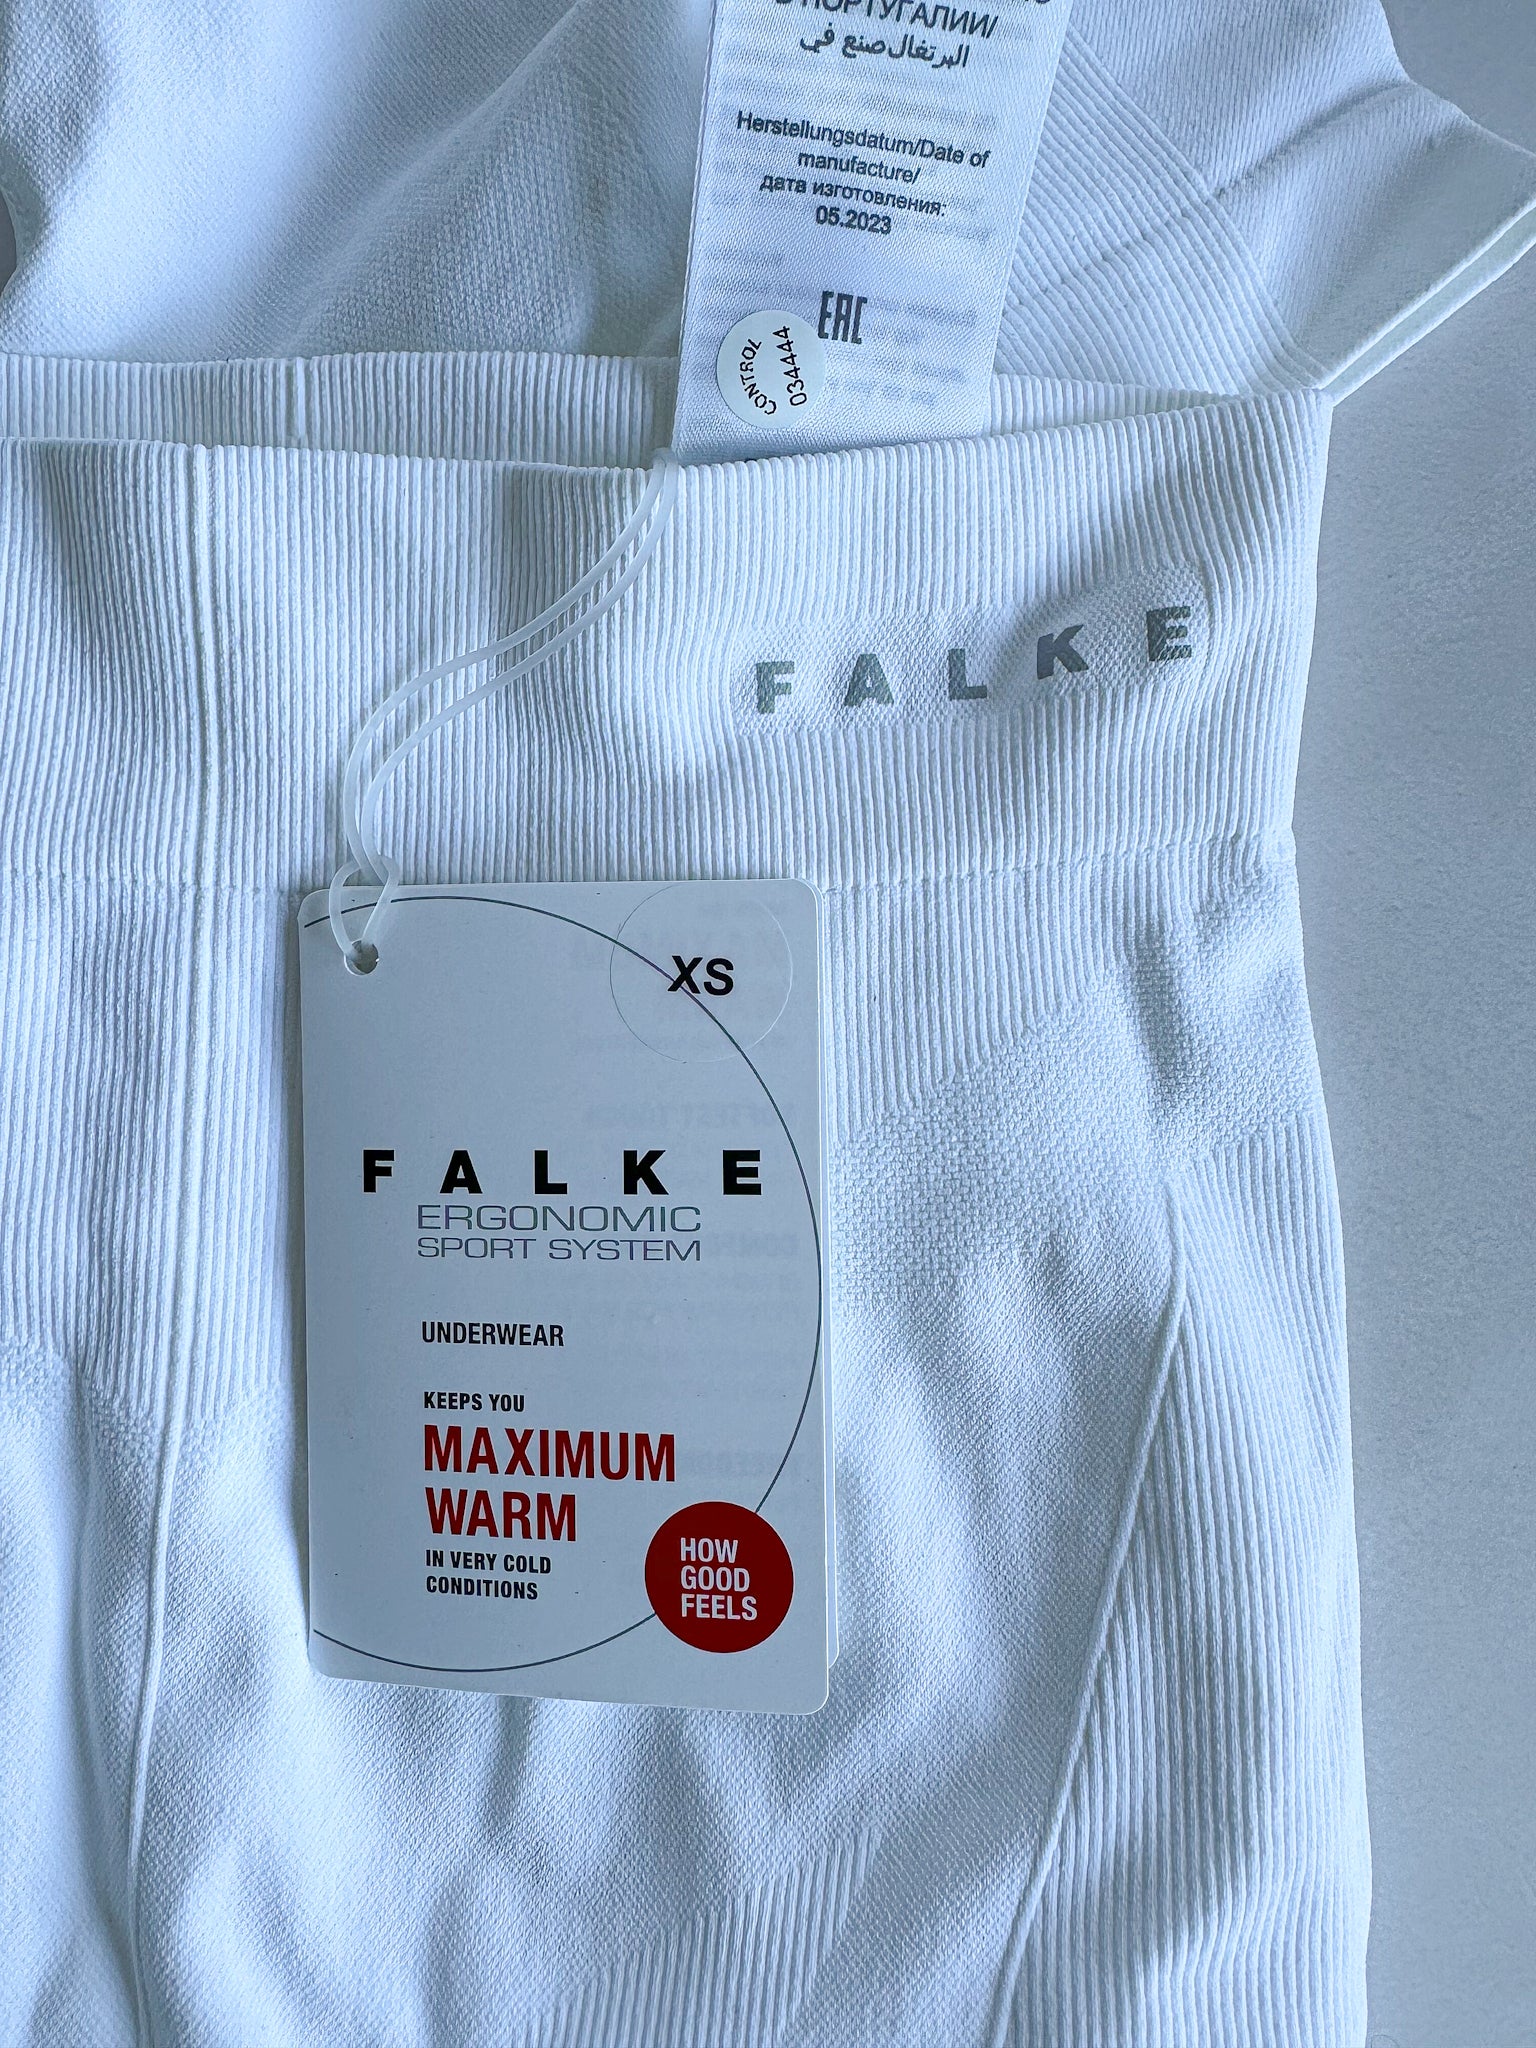 ПОРТУГАЛИИ/
البرتغال صنع في
Herstellungsdatum/Date of
manufacture/
дата изготовления:
05.2023
EAC
CONTROL
034444
FALKE
XS
FALKE
ERGONOMIC
SPORT SYSTEM
UNDERWEAR
KEEPS YOU
MAXIMUM
WARM
IN VERY COLD
CONDITIONS
HOW
GOOD
FEELS